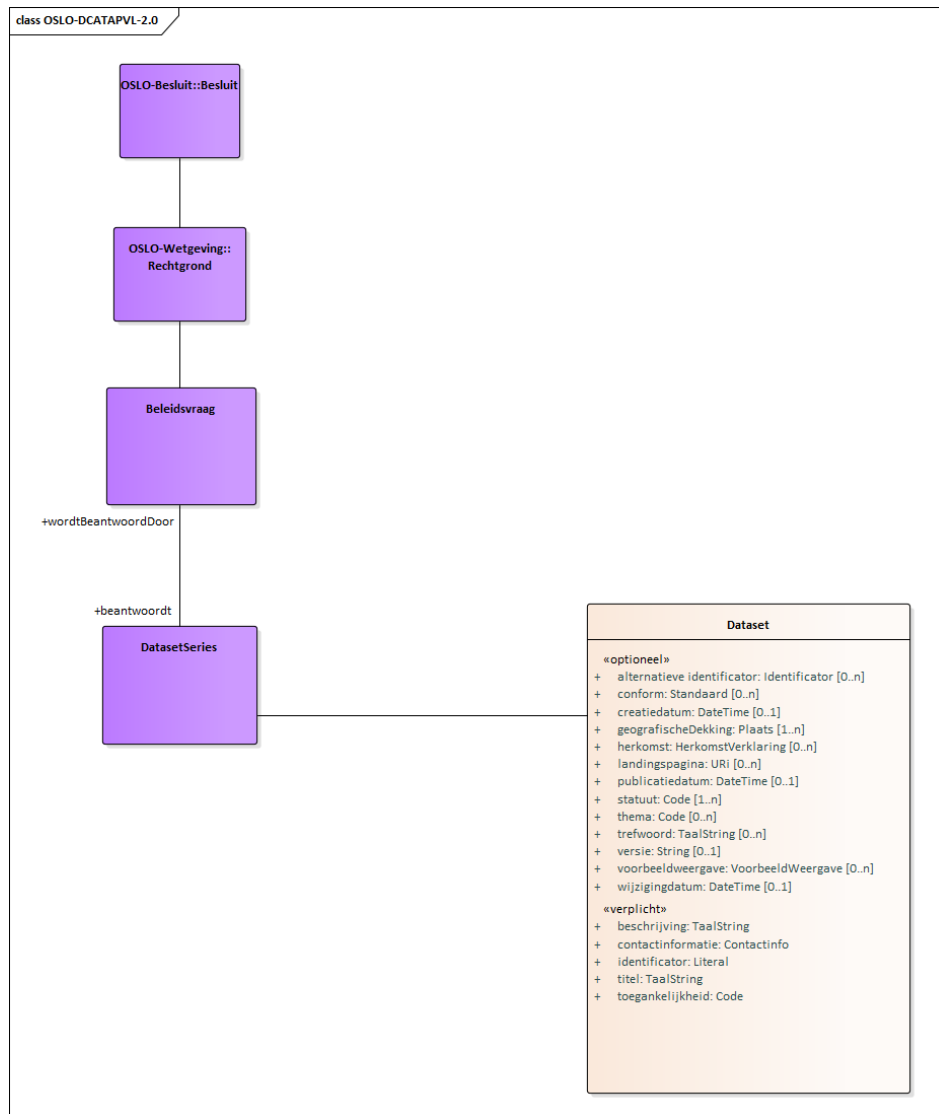 class OSLO-DCATAPVL-2.0
OSLO-Besluit::Besluit
OSLO-Wetgeving::
Rechtgrond
Beleidsvraag
+wordtBeantwoordDoor
+beantwoordt
DatasetSeries
Dataset
«optioneel»
+ alternatieve identificator: Identificator [0..n]
+ conform: Standaard [0..n]
+ creatiedatum: DateTime [0..1]
+ geografischeDekking: Plaats [1..n]
+ herkomst: HerkomstVerklaring [0..n]
+ landingspagina: URi [0..n]
+ publicatiedatum: DateTime [0..1]
+ statuut: Code [1..n]
+ thema: Code [0..n]
+ trefwoord: TaalString [0..n]
+ versie: String [0..1]
+ voorbeeldweergave: VoorbeeldWeergave [0..n]
+ wijzigingdatum: DateTime [0..1]
«verplicht»
+ beschrijving: TaalString
+ contactinformatie: Contactinfo
+ identificator: Literal
+ titel: TaalString
+ toegankelijkheid: Code